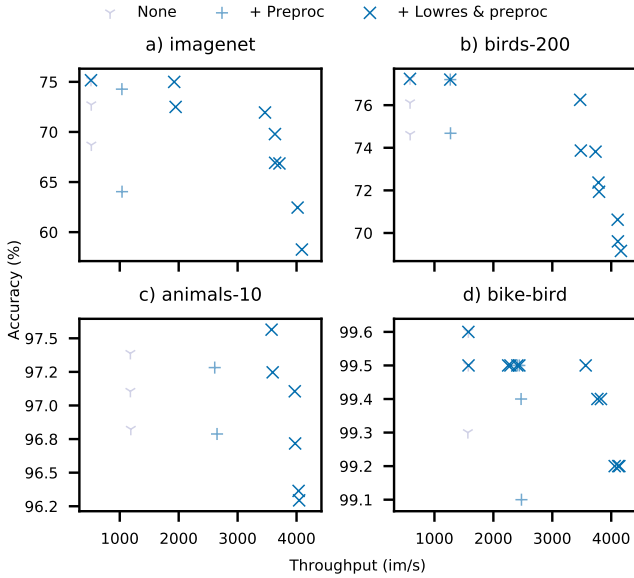 None + Preproc + Lowres & preproc
a) imagenet
b) birds-200
75
70
65
60
76
74
72
70
Accuracy (%)
c) animals-10
d) bike-bird
97.5
97.2
97.0
96.8
96.5
96.2
99.6
99.5
99.4
99.3
99.2
99.1
1000 2000 3000 4000
1000 2000 3000 4000
Throughput (im/s)